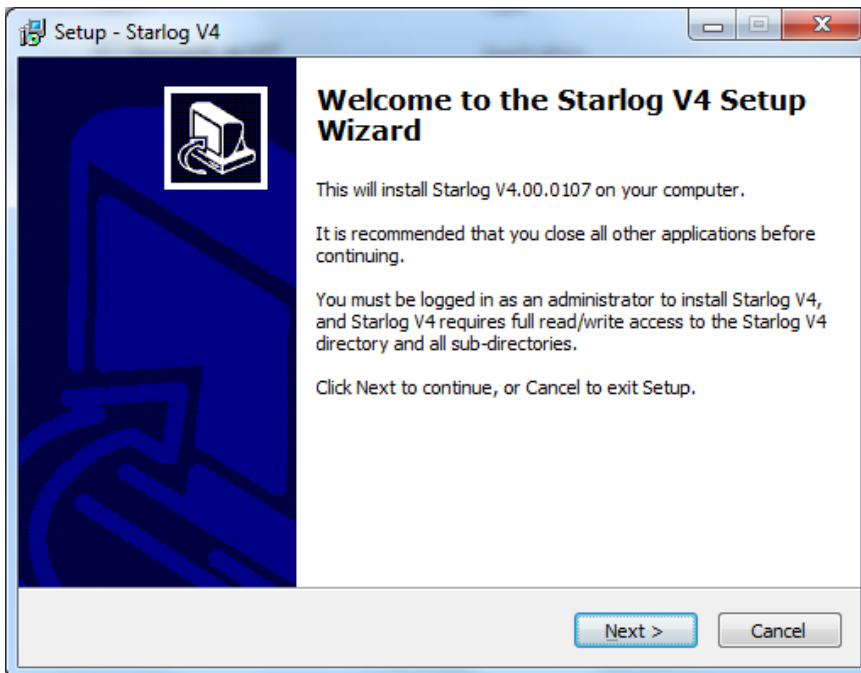 Setup - Starlog V4
Welcome to the Starlog V4 Setup
Wizard
This will install Starlog V4.00.0107 on your computer.
It is recommended that you close all other applications before
continuing.
You must be logged in as an administrator to install Starlog V4,
and Starlog V4 requires full read/write access to the Starlog V4
directory and all sub-directories.
Click Next to continue, or Cancel to exit Setup.
Next >
Cancel